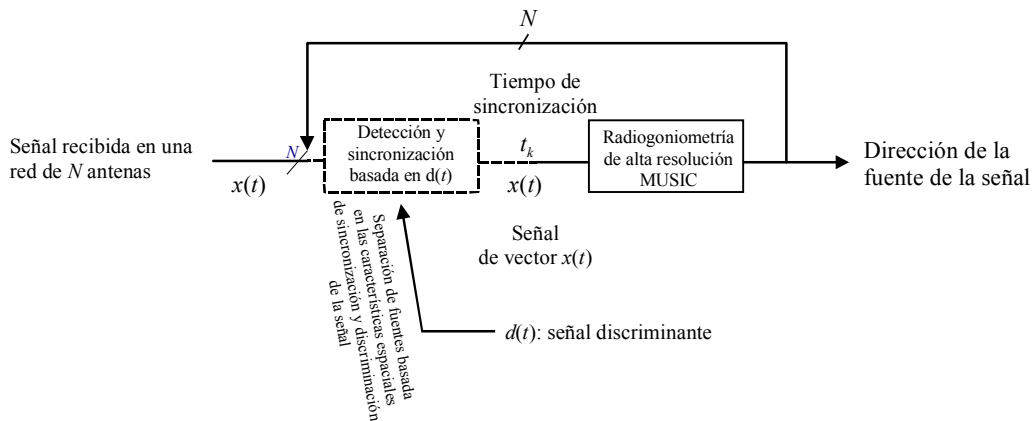 N
Tiempo de
sincronización
Señal recibida en una
red de N antenas
N
x(t)
Detección y
sincronización
basada en d(t)
t_k
x(t)
Radiogoniometría
de alta resolución
MUSIC
Dirección de la
fuente de la señal
Separación de fuentes basada
en las características espaciales
de sincronización y discriminación
de la señal
Señal
de vector x(t)
d(t): señal discriminante